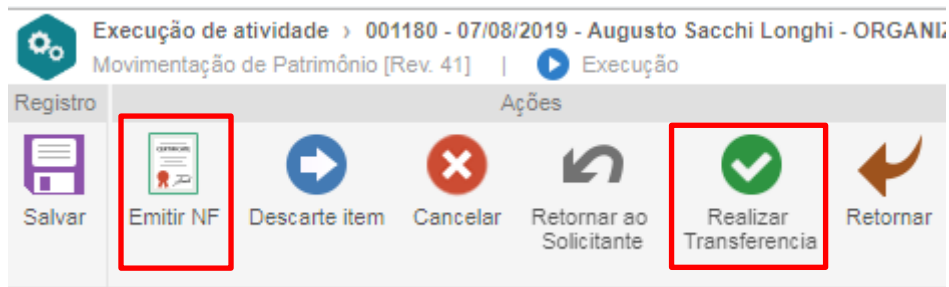 Execução de atividade › 001180 - 07/08/2019 - Augusto Sacchi Longhi - ORGANIZ
Movimentação de Patrimônio [Rev. 41] | Execução
Registro Ações
Salvar Emitir NF Descarte item Cancelar Retornar ao Solicitante Realizar Transferencia Retornar